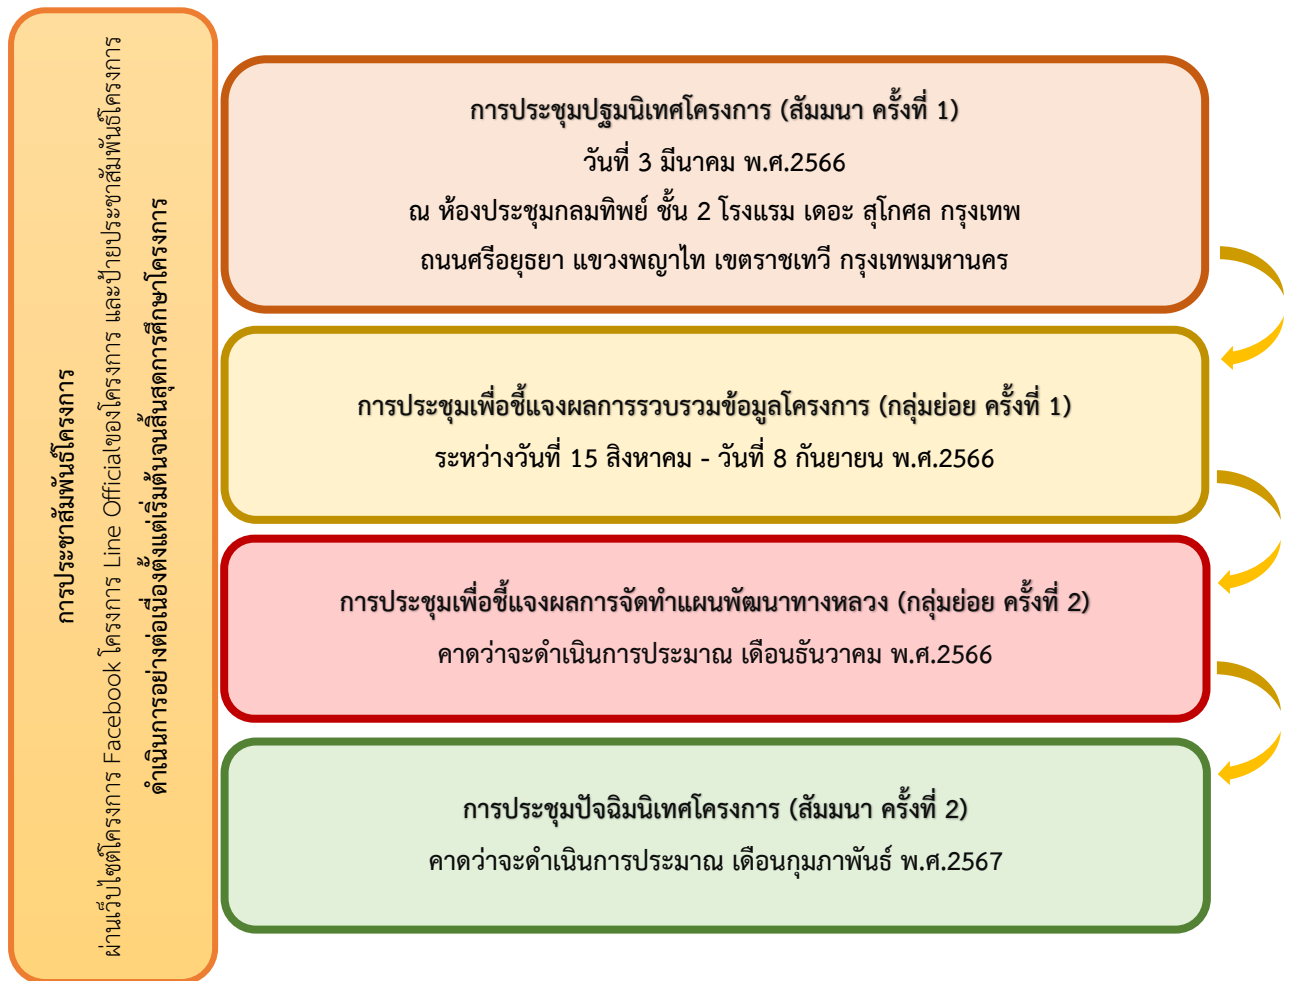 การประชาสัมพันธ์โครงการ
ผ่านเว็บไซต์โครงการ Facebook โครงการ Line Officialของโครงการ และป้ายประชาสัมพันธ์โครงการ
ดำเนินการอย่างต่อเนื่องตั้งแต่เริ่มต้นจนสิ้นสุดการศึกษาโครงการ
การประชุมปฐมนิเทศโครงการ (สัมมนา ครั้งที่ 1)
วันที่ 3 มีนาคม พ.ศ.2566
ณ ห้องประชุมกลมทิพย์ ชั้น 2 โรงแรม เดอะ สุโกศล กรุงเทพ
ถนนศรีอยุธยา แขวงพญาไท เขตราชเทวี กรุงเทพมหานคร
การประชุมเพื่อชี้แจงผลการรวบรวมข้อมูลโครงการ (กลุ่มย่อย ครั้งที่ 1)
ระหว่างวันที่ 15 สิงหาคม - วันที่ 8 กันยายน พ.ศ.2566
การประชุมเพื่อชี้แจงผลการจัดทำแผนพัฒนาทางหลวง (กลุ่มย่อย ครั้งที่ 2)
คาดว่าจะดำเนินการประมาณ เดือนธันวาคม พ.ศ.2566
การประชุมปัจฉิมนิเทศโครงการ (สัมมนา ครั้งที่ 2)
คาดว่าจะดำเนินการประมาณ เดือนกุมภาพันธ์ พ.ศ.2567